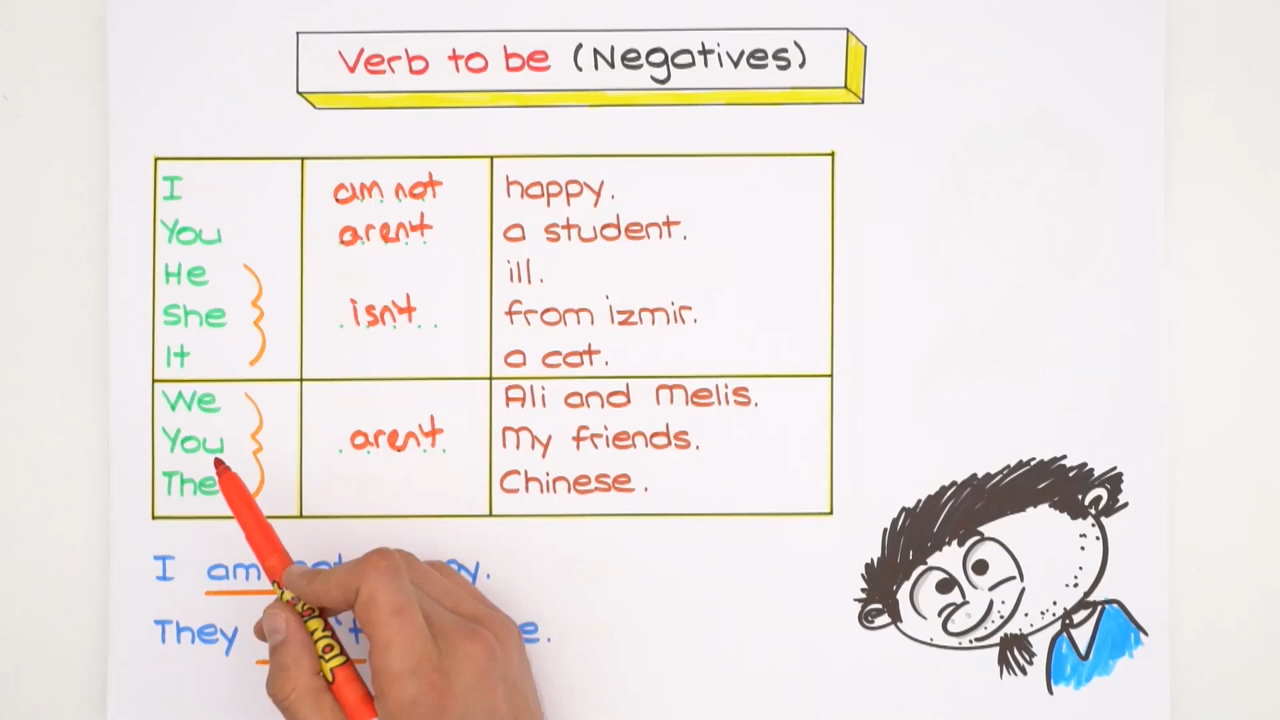 Verb to be (Negatives)
I am not happy.
You aren't a student.
He ill.
She isn't from izmir.
It a cat.
We Ali and Melis.
You aren't My friends.
The Chinese.
I am
They